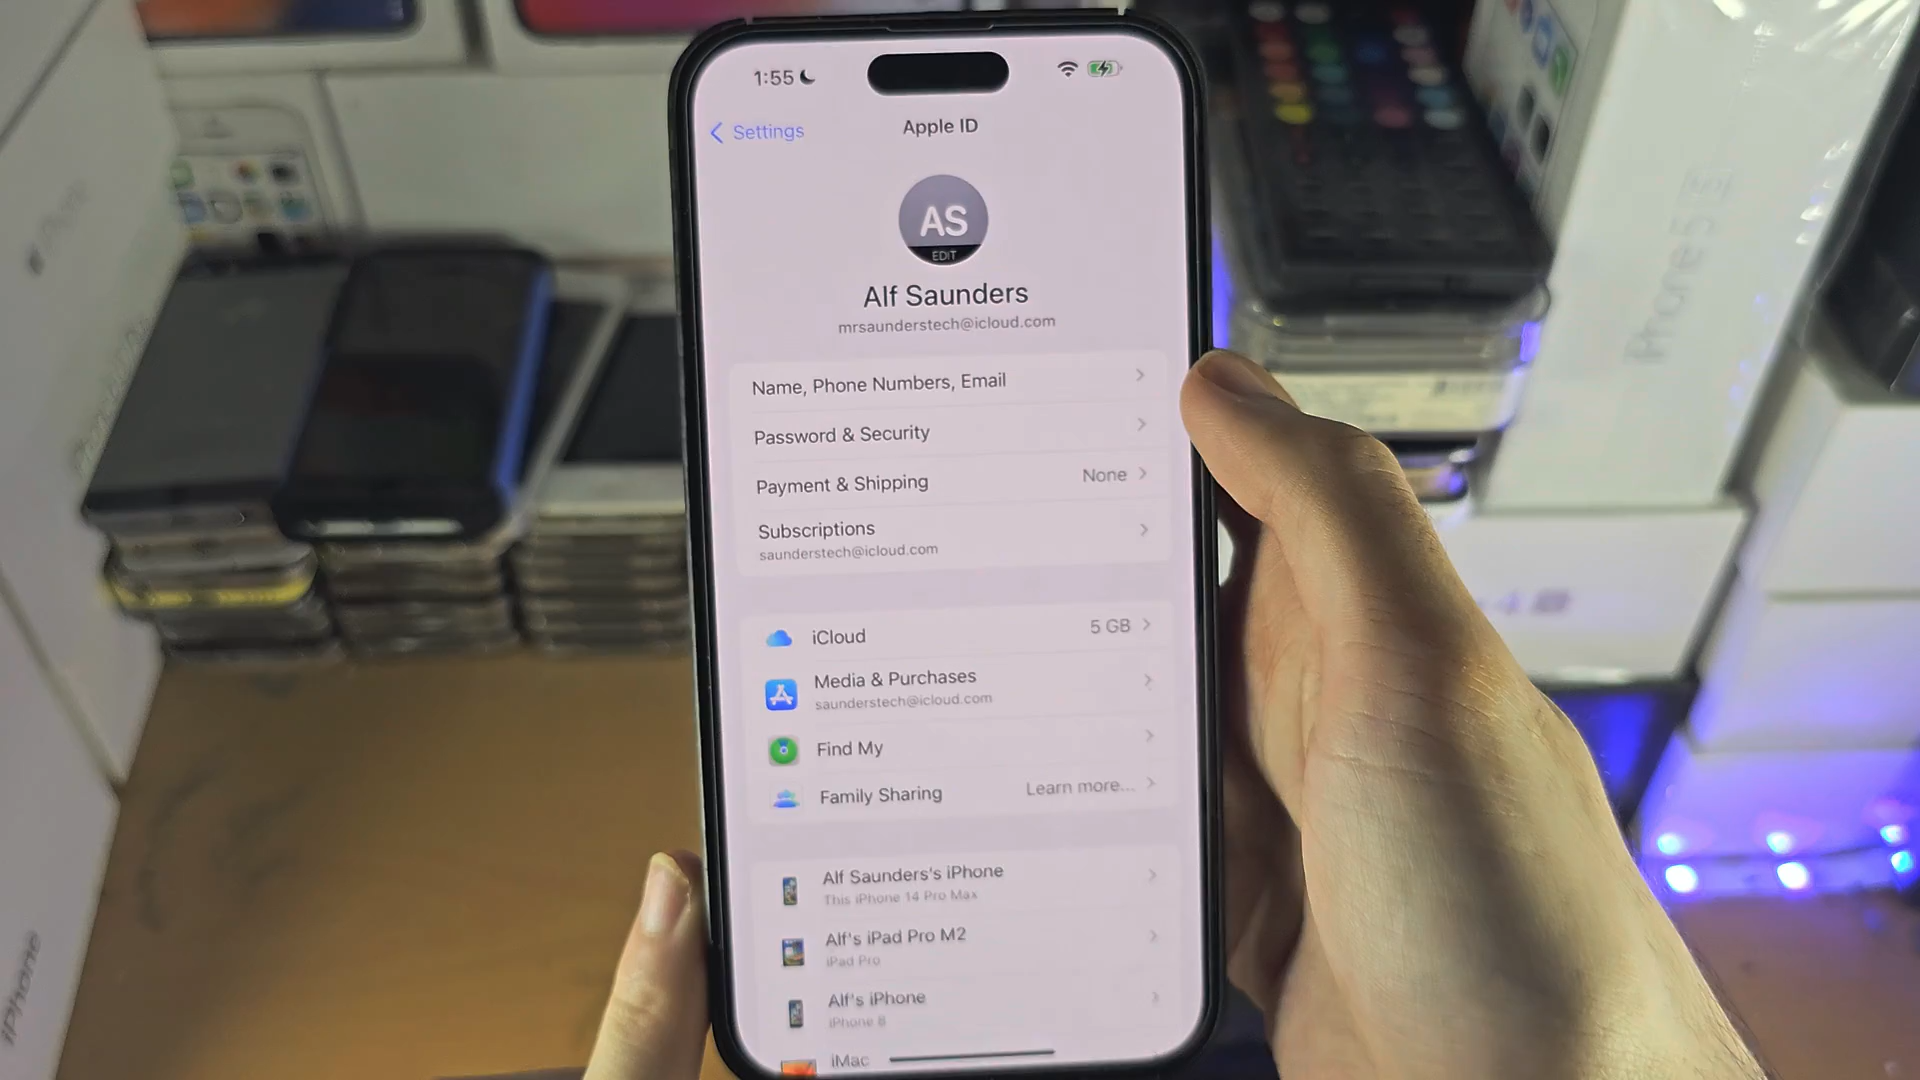 1:55
Settings
Apple ID
AS
EDIT
Alf Saunders
mrsaunderstech@icloud.com
Name, Phone Numbers, Email
Password & Security
Payment & Shipping None
Subscriptions
saunderstech@icloud.com
iCloud 5 GB
Media & Purchases
saunderstech@icloud.com
Find My
Family Sharing Learn more...
Alf Saunders's iPhone
This iPhone 14 Pro Max
Alf's iPad Pro M2
iPad Pro
Alf's iPhone
iPhone 8
iMac
iPhone
iPhone 5